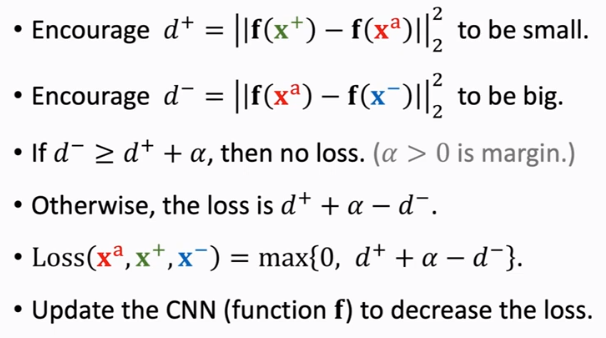 • Encourage d⁺ = ||f(x⁺) − f(xᵃ)||₂² to be small.
• Encourage d⁻ = ||f(xᵃ) − f(x⁻)||₂² to be big.
• If d⁻ ≥ d⁺ + α, then no loss. (α > 0 is margin.)
• Otherwise, the loss is d⁺ + α − d⁻.
• Loss(xᵃ, x⁺, x⁻) = max{0, d⁺ + α − d⁻}.
• Update the CNN (function f) to decrease the loss.